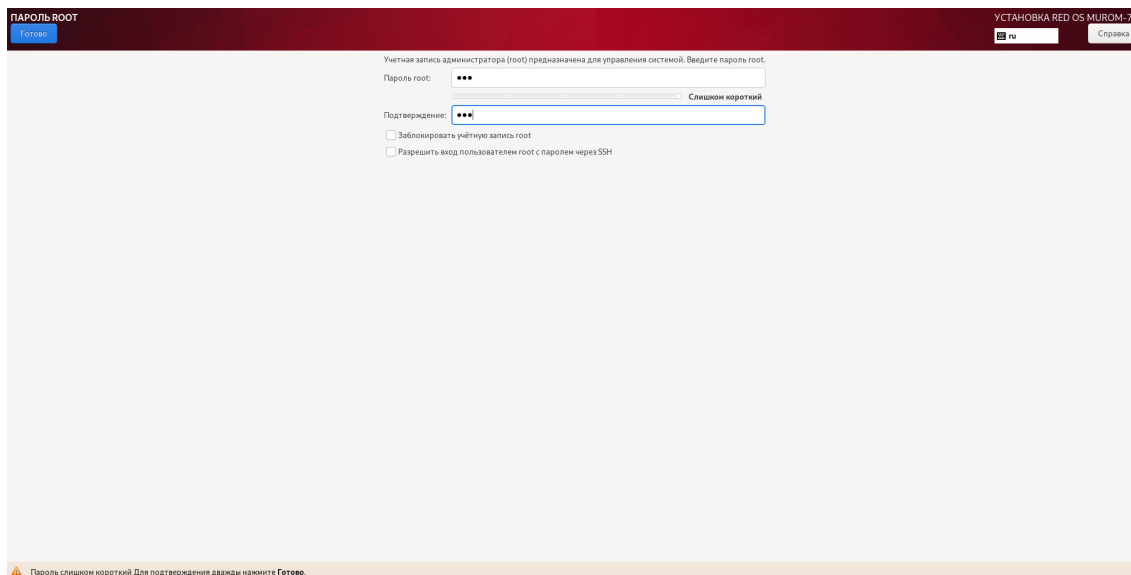 ПАРОЛЬ ROOT
УСТАНОВКА RED OS MUROM-7
Готово
ru
Справка
Учетная запись администратора (root) предназначена для управления системой. Введите пароль root.
Пароль root: •••
Слишком короткий
Подтверждение: •••
Заблокировать учётную запись root
Разрешить вход пользователем root с паролем через SSH
Пароль слишком короткий Для подтверждения дважды нажмите Готово.